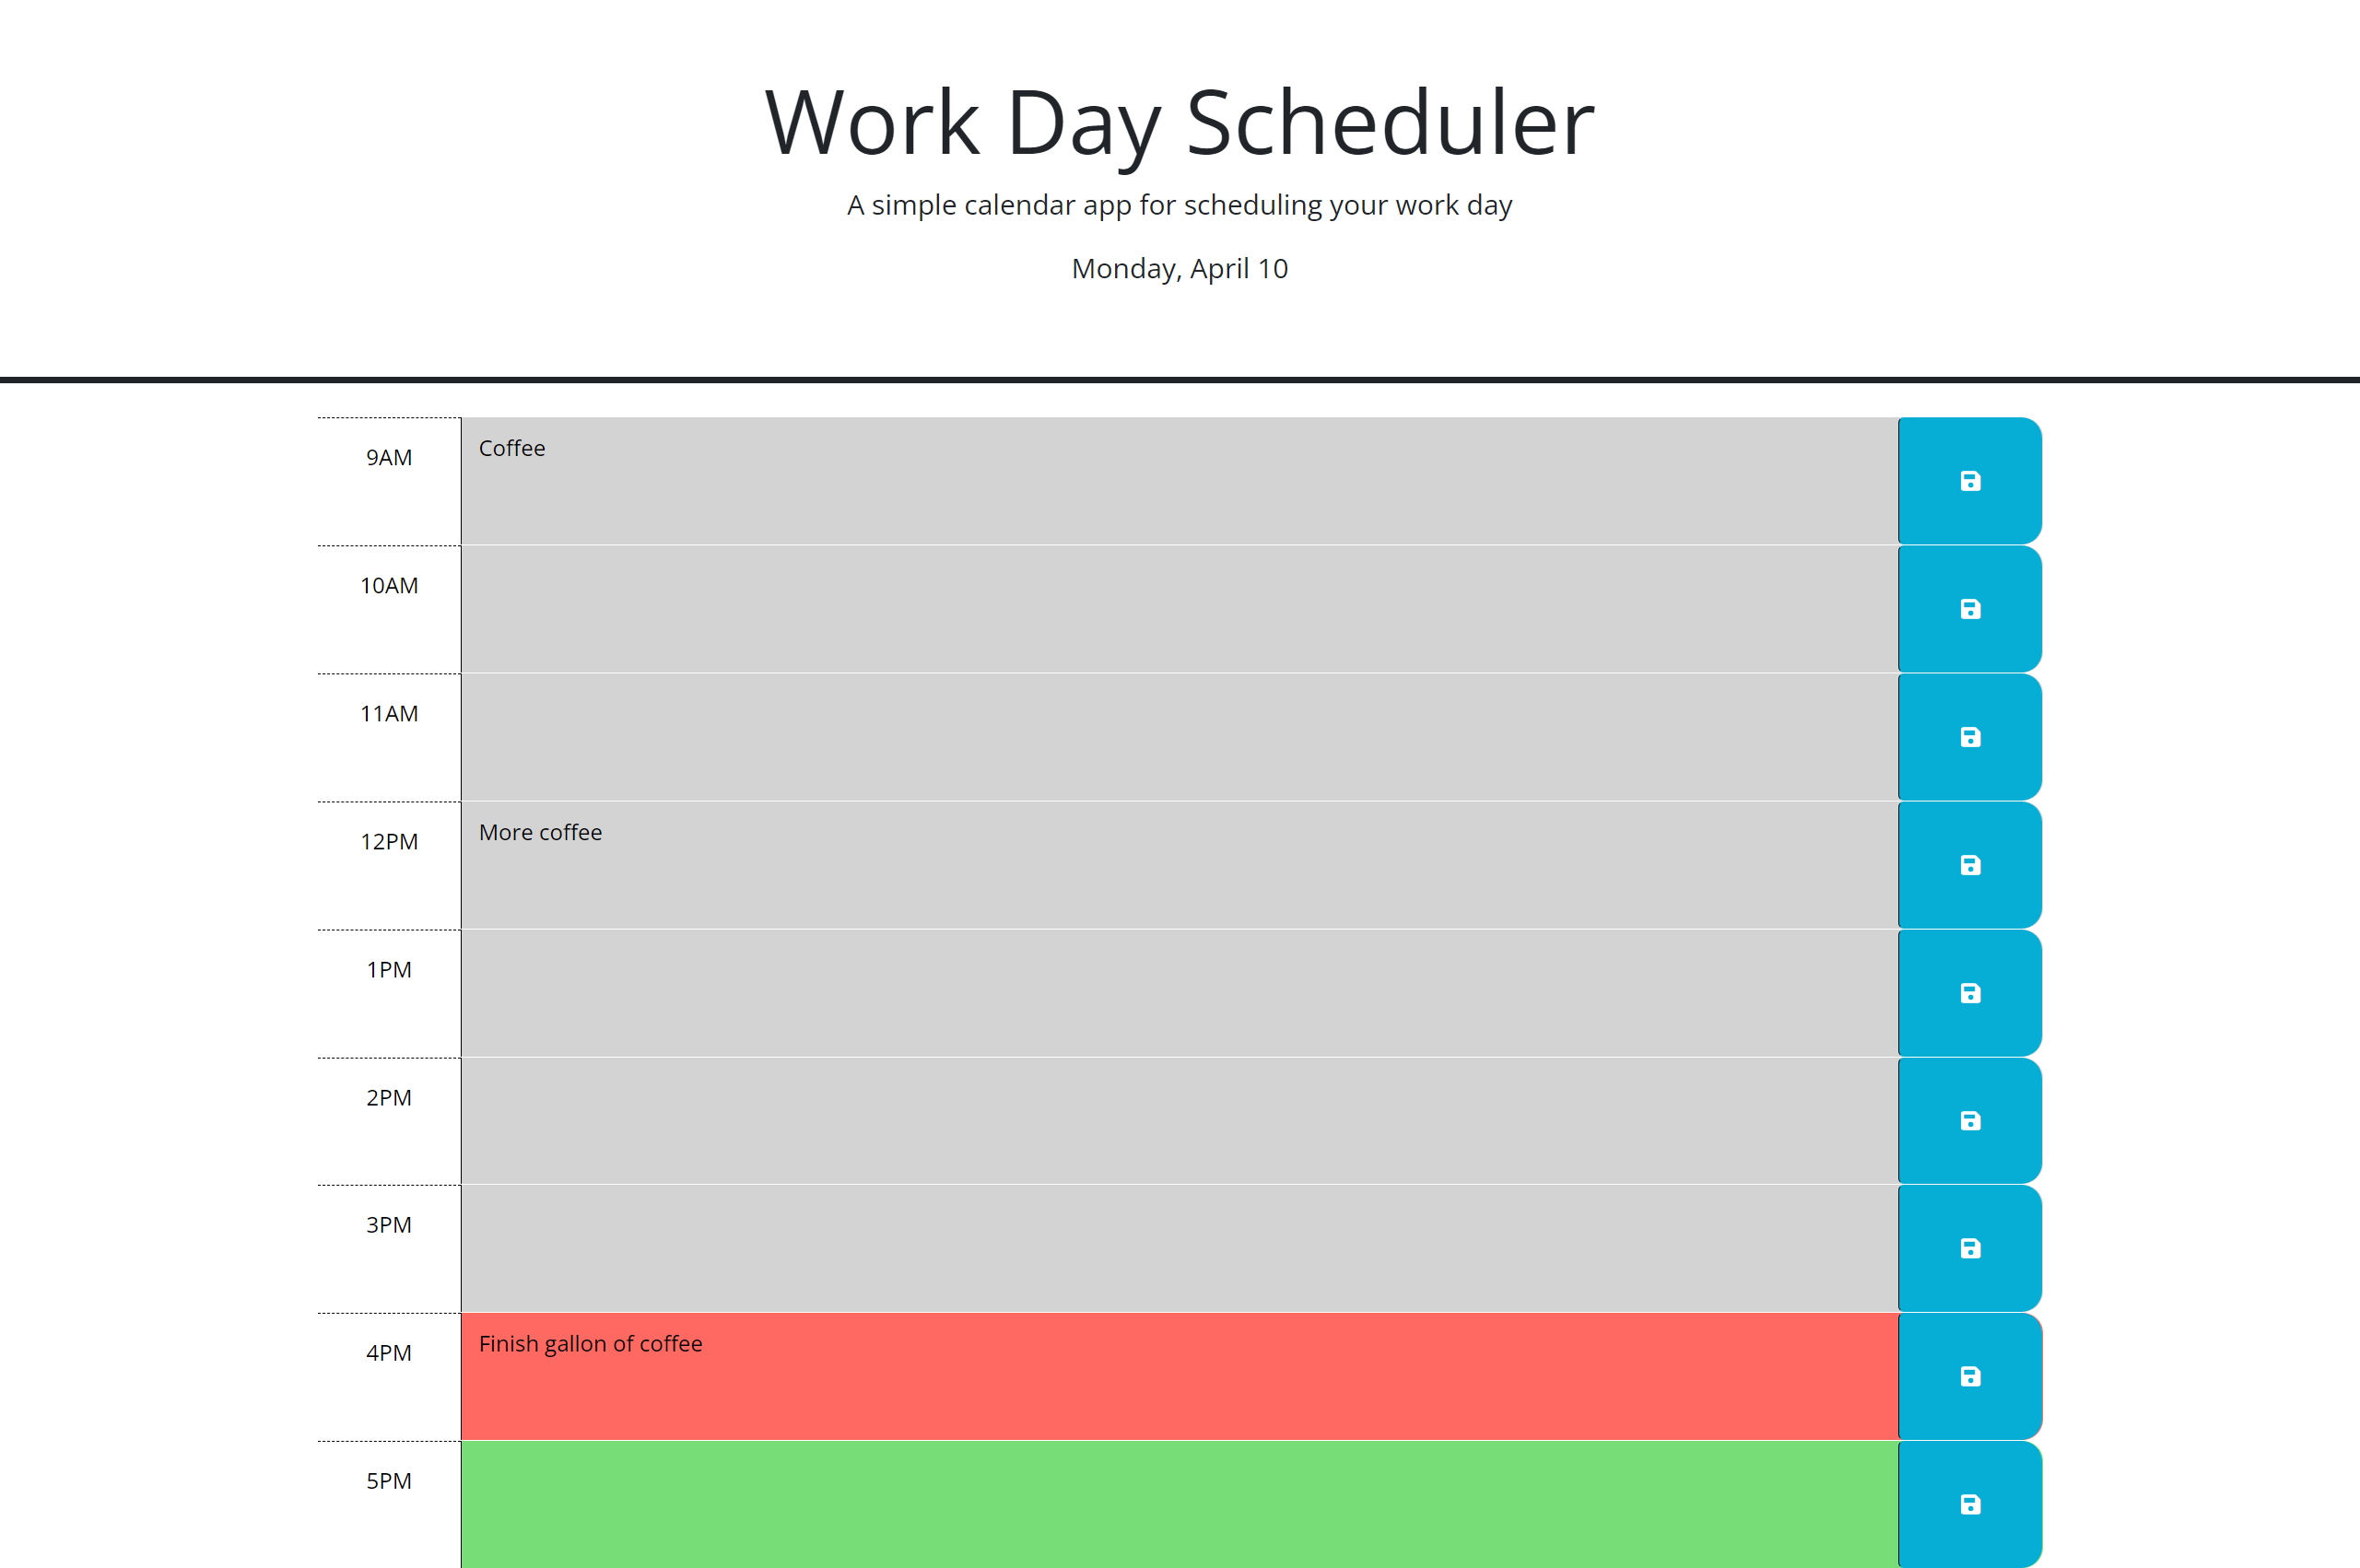 Work Day Scheduler
A simple calendar app for scheduling your work day
Monday, April 10
9AM
Coffee
10AM
11AM
12PM
More coffee
1PM
2PM
3PM
4PM
Finish gallon of coffee
5PM